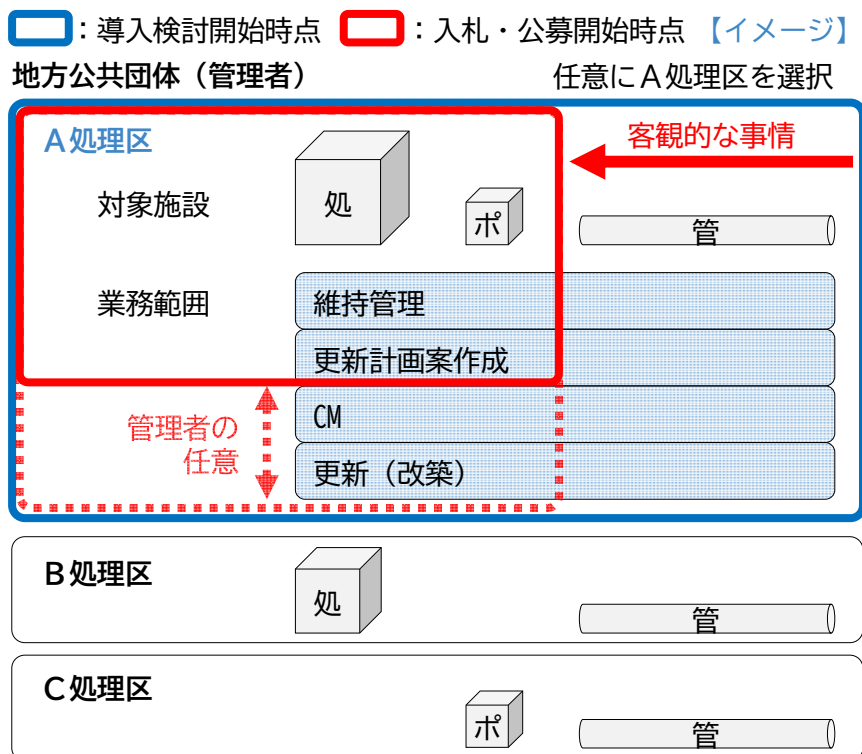 ：導入検討開始時点 ：入札・公募開始時点 【イメージ】
地方公共団体（管理者） 任意にＡ処理区を選択
Ａ処理区
客観的な事情
対象施設 処 ポ 管
業務範囲 維持管理
更新計画案作成
管理者の
任意
CM
更新（改築）
Ｂ処理区
処 管
Ｃ処理区
ポ 管